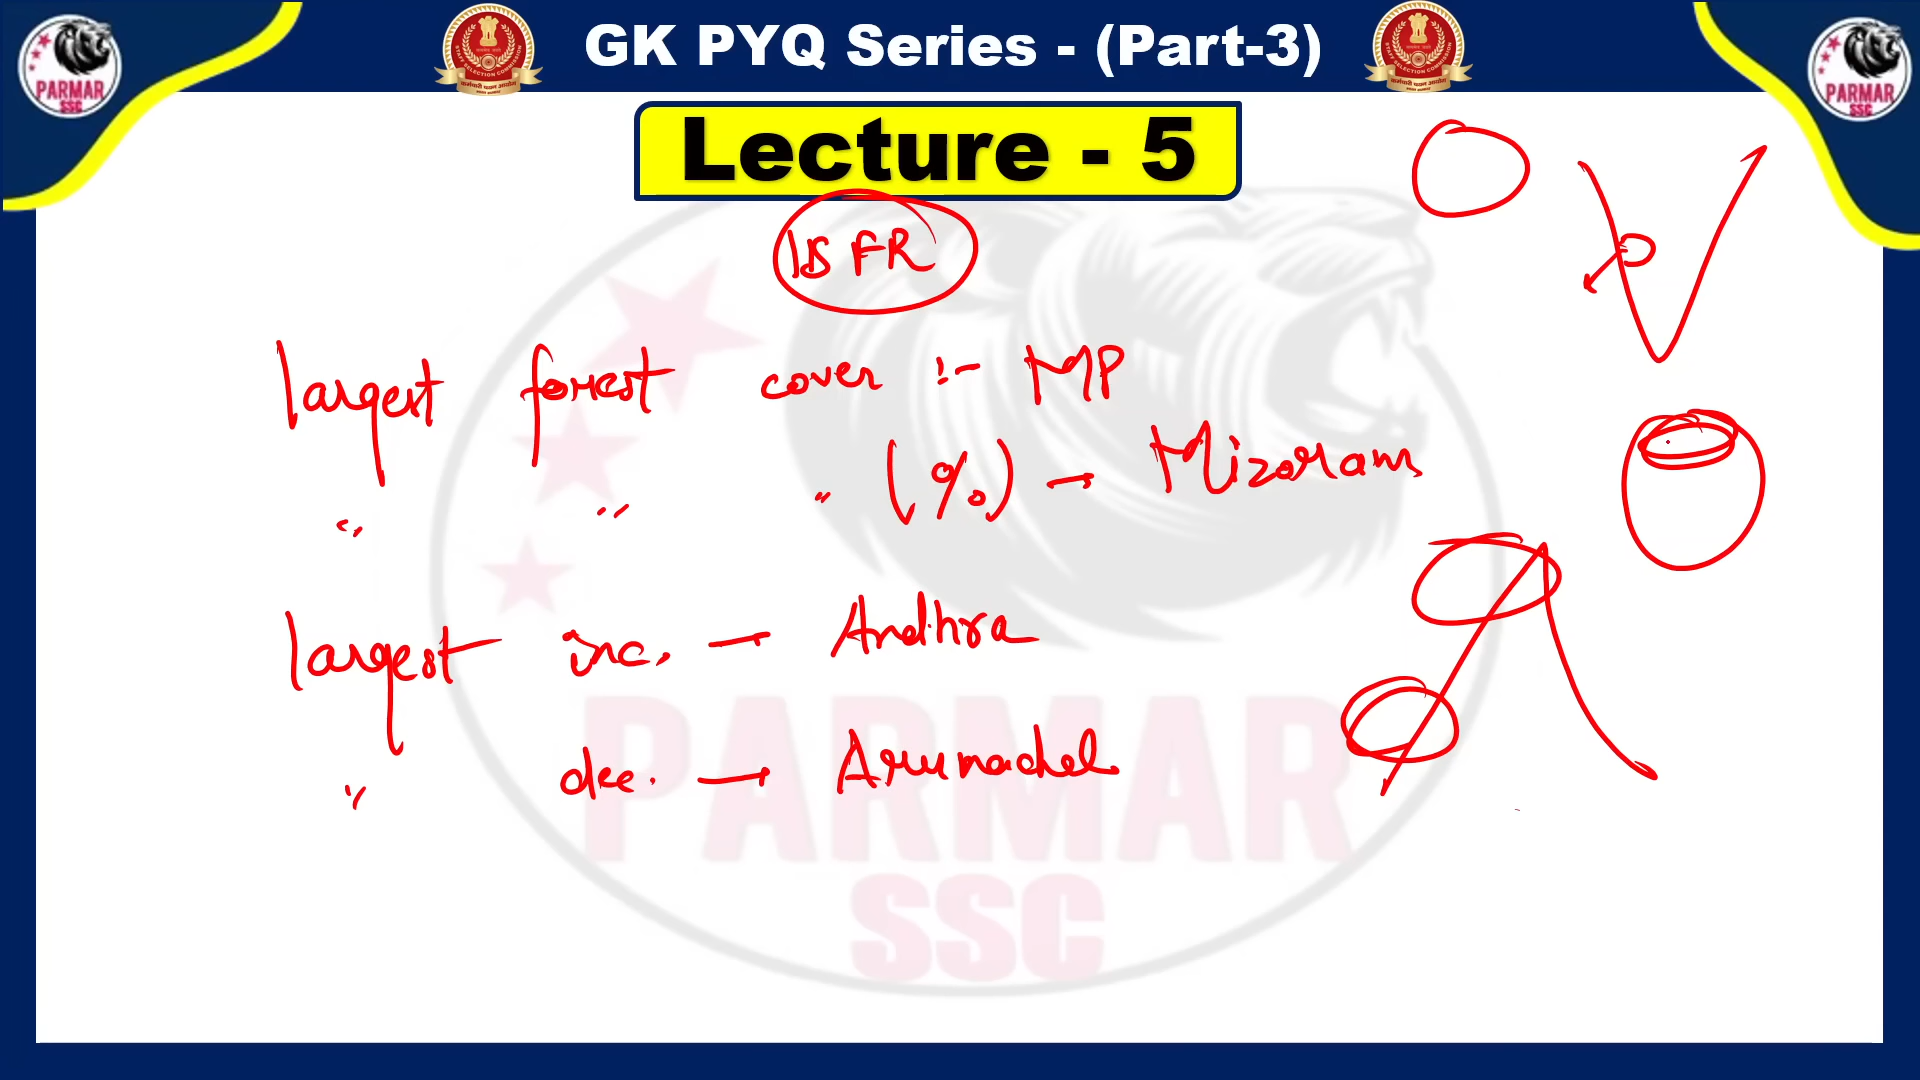 GK PYQ Series - (Part-3)
PARMAR
SSC
PARMAR
SSC
Lecture - 5
ISFR
largest forest cover :- MP
" " " (%) → Mizoram
largest inc. → Andhra
" dec. → Arunachal
PARMAR
SSC